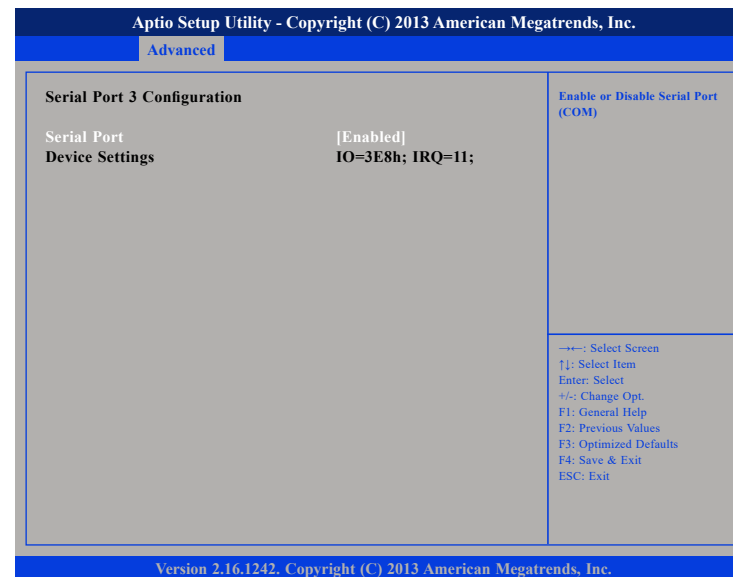 Aptio Setup Utility - Copyright (C) 2013 American Megatrends, Inc.
Advanced
Serial Port 3 Configuration
Serial Port [Enabled]
Device Settings IO=3E8h; IRQ=11;
Enable or Disable Serial Port
(COM)
→←: Select Screen
↑↓: Select Item
Enter: Select
+/-: Change Opt.
F1: General Help
F2: Previous Values
F3: Optimized Defaults
F4: Save & Exit
ESC: Exit
Version 2.16.1242. Copyright (C) 2013 American Megatrends, Inc.